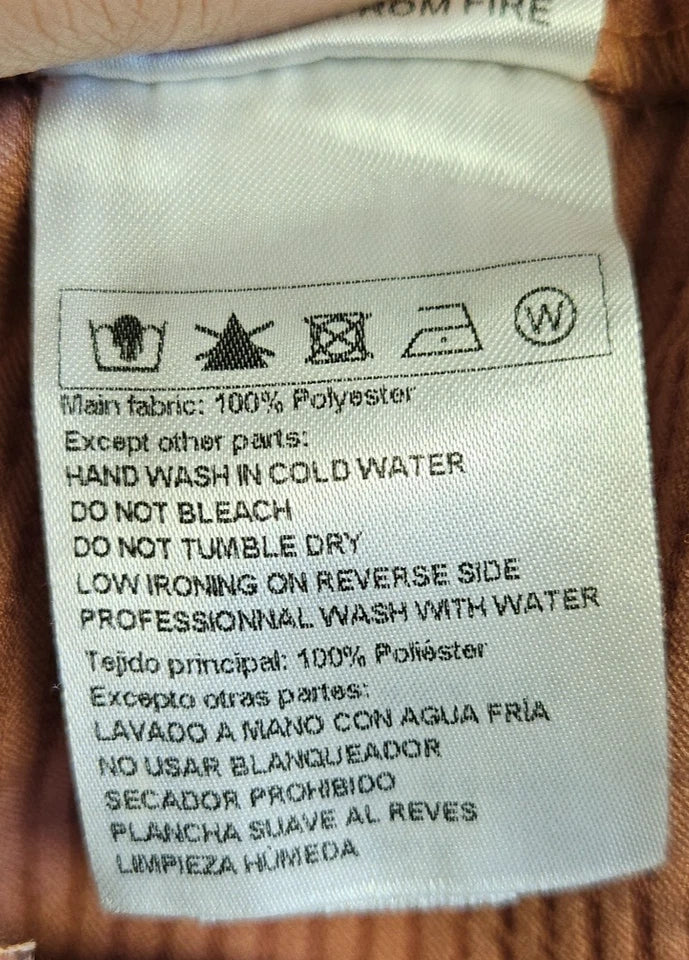 FROM FIRE
W
Main fabric: 100% Polyester
Except other parts:
HAND WASH IN COLD WATER
DO NOT BLEACH
DO NOT TUMBLE DRY
LOW IRONING ON REVERSE SIDE
PROFESSIONNAL WASH WITH WATER
Tejido principal: 100% Poliéster
Excepto otras partes:
LAVADO A MANO CON AGUA FRÍA
NO USAR BLANQUEADOR
SECADOR PROHIBIDO
PLANCHA SUAVE AL REVES
LIMPIEZA HÚMEDA